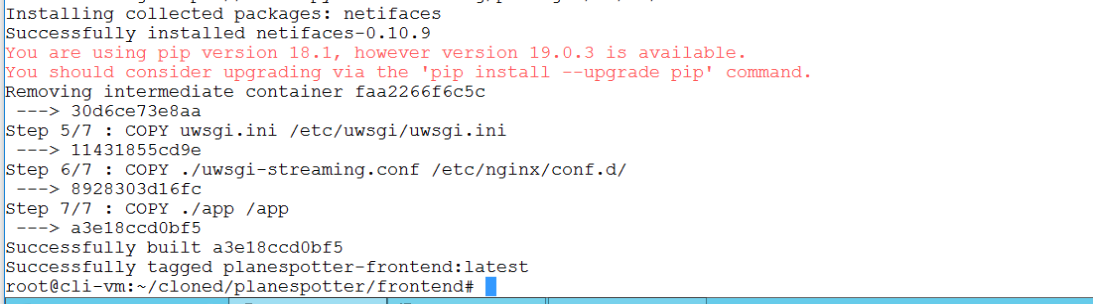 Installing collected packages: netifaces
Successfully installed netifaces-0.10.9
You are using pip version 18.1, however version 19.0.3 is available.
You should consider upgrading via the 'pip install --upgrade pip' command.
Removing intermediate container faa2266f6c5c
 ---> 30d6ce73e8aa
Step 5/7 : COPY uwsgi.ini /etc/uwsgi/uwsgi.ini
 ---> 11431855cd9e
Step 6/7 : COPY ./uwsgi-streaming.conf /etc/nginx/conf.d/
 ---> 8928303d16fc
Step 7/7 : COPY ./app /app
 ---> a3e18ccd0bf5
Successfully built a3e18ccd0bf5
Successfully tagged planespotter-frontend:latest
root@cli-vm:~/cloned/planespotter/frontend#